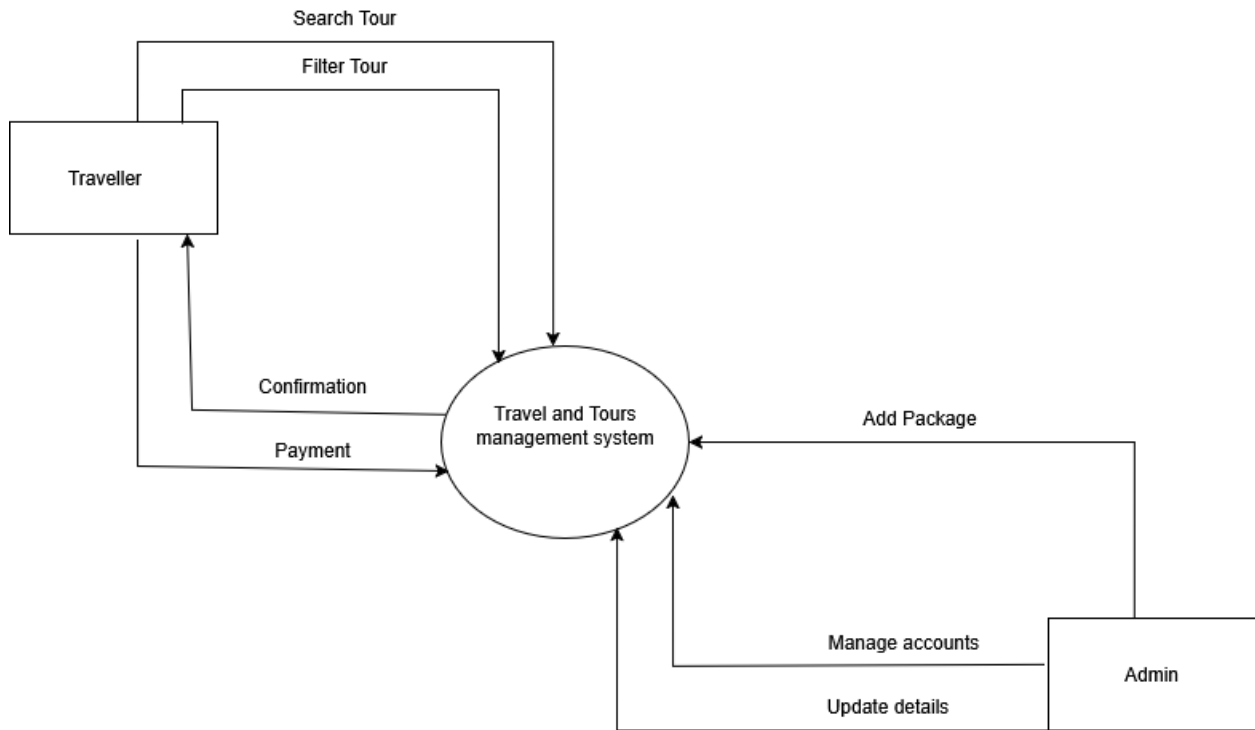 Search Tour
Filter Tour
Traveller
Confirmation
Travel and Tours
management system
Payment
Add Package
Manage accounts
Admin
Update details